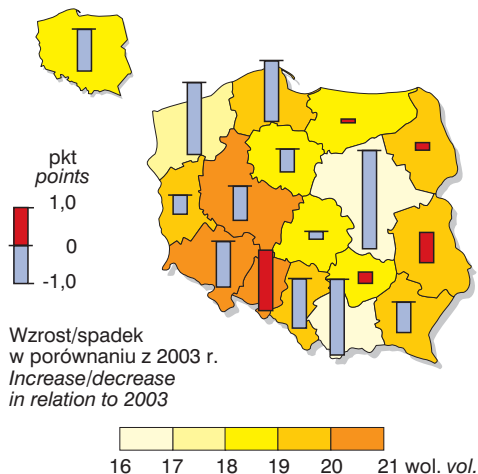 pkt
points
1,0
0
-1,0
Wzrost/spadek
w porównaniu z 2003 r.
Increase/decrease
in relation to 2003
16 17 18 19 20 21 wol. vol.